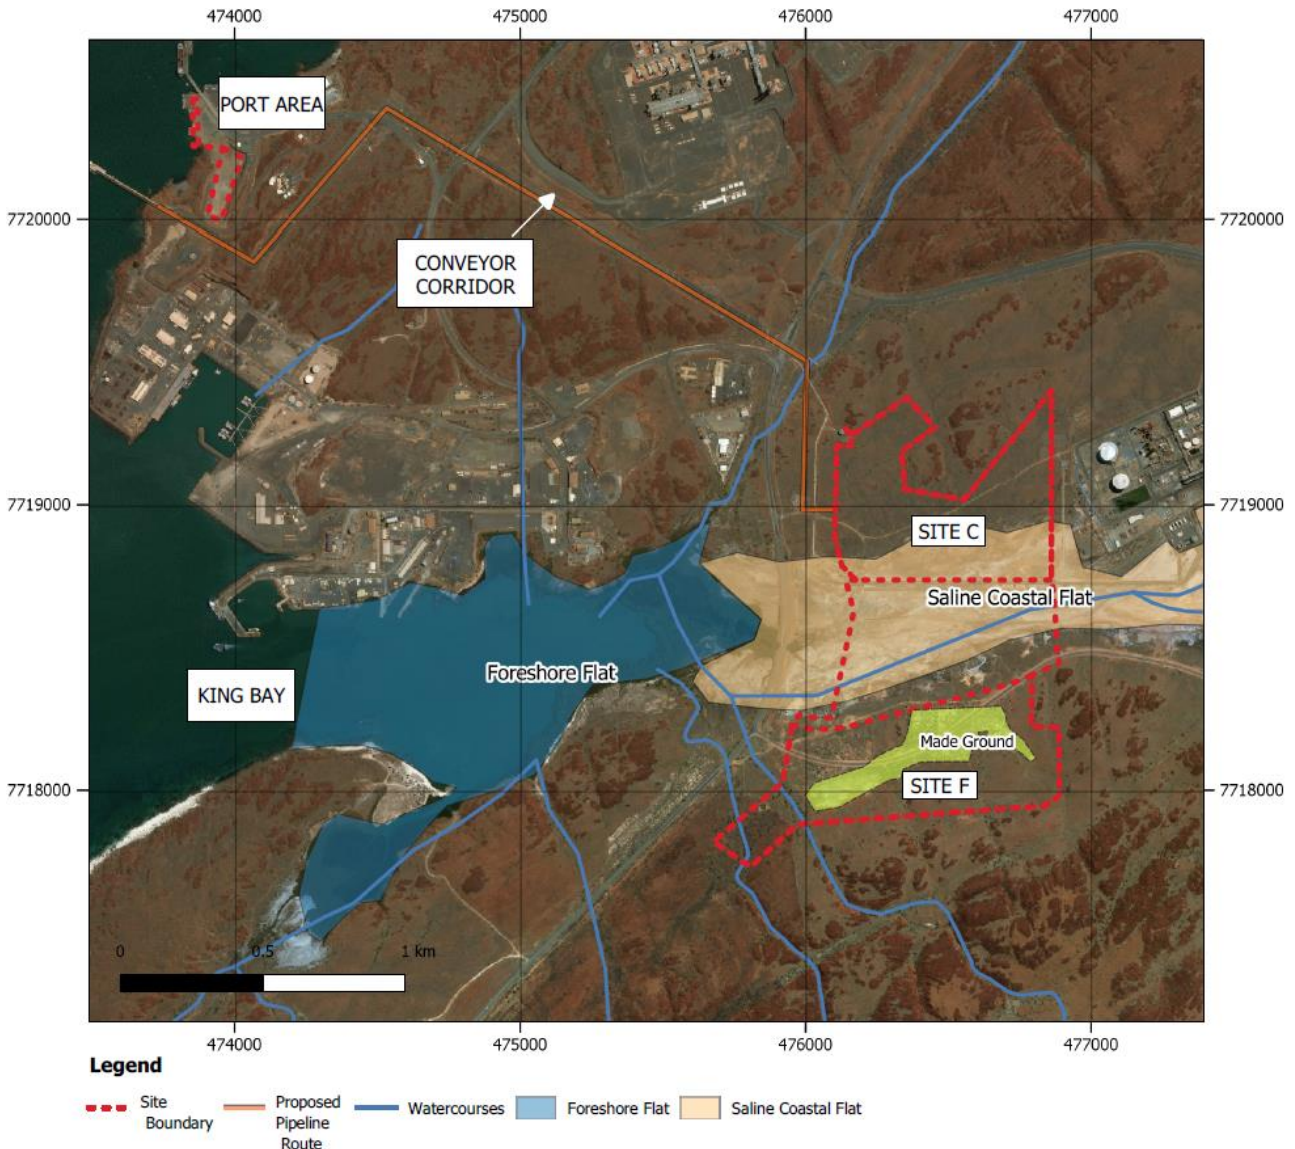 474000 475000 476000 477000
PORT AREA
7720000 7720000
CONVEYOR
CORRIDOR
7719000 7719000
SITE C
Saline Coastal Flat
Foreshore Flat
KING BAY
Made Ground
SITE F
7718000 7718000
0 0.5 1 km
474000 475000 476000 477000
Legend
Site
Boundary
Proposed
Pipeline
Route
Watercourses
Foreshore Flat
Saline Coastal Flat